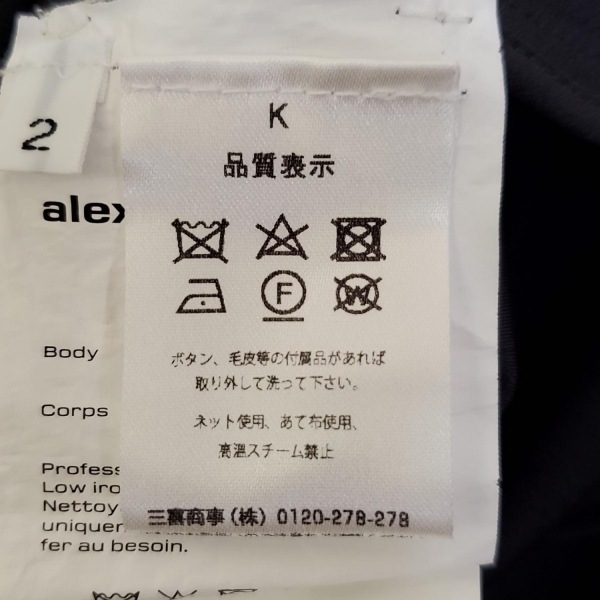 2
K
品質表示
alex
F
W
Body
ボタン、毛皮等の付属品があれば
取り外して洗って下さい。
Corps
ネット使用、あて布使用、
高温スチーム禁止
Profess
Low iro
Nettoy
三喜商事(株) 0120-278-278
uniquer
fer au besoin.